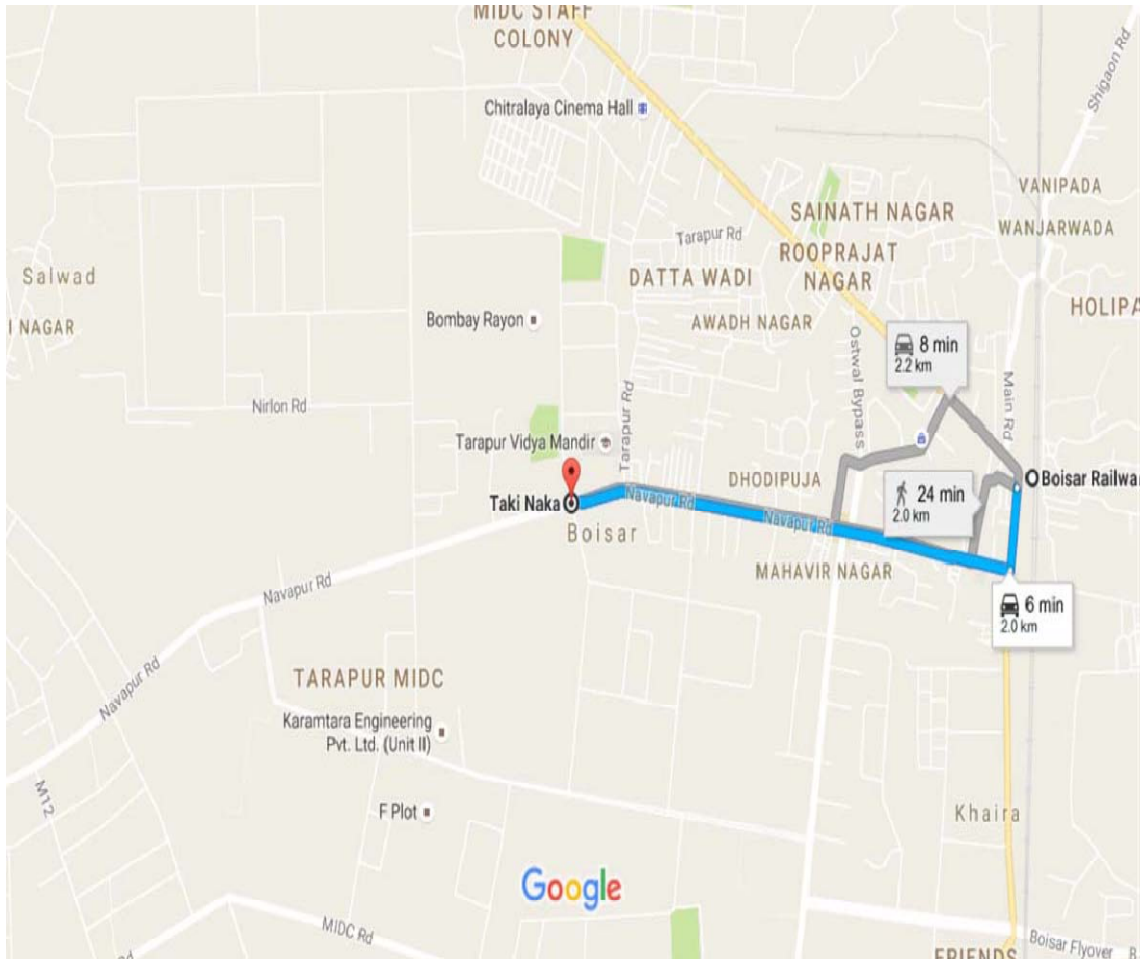 MIDC STAFF
COLONY
Chitralaya Cinema Hall
Shigaon Rd
VANIPADA
SAINATH NAGAR
WANJARWADA
Tarapur Rd
ROOPRAJAT
NAGAR
Salwad
DATTA WADI
HOLIPA
I NAGAR
Bombay Rayon
AWADH NAGAR
Ostwal Bypass
8 min
2.2 km
Main Rd
Nirlon Rd
Tarapur Rd
Tarapur Vidya Mandir
DHODIPUJA
Boisar Railwa
24 min
2.0 km
Taki Naka
Navapur Rd
Navapur Rd
Boisar
MAHAVIR NAGAR
Navapur Rd
6 min
2.0 km
Navapur Rd
TARAPUR MIDC
Karamtara Engineering
Pvt. Ltd. (Unit II)
M12
F Plot
Khaira
Google
MIDC Rd
Boisar Flyover
B
FRIENDS
Rd